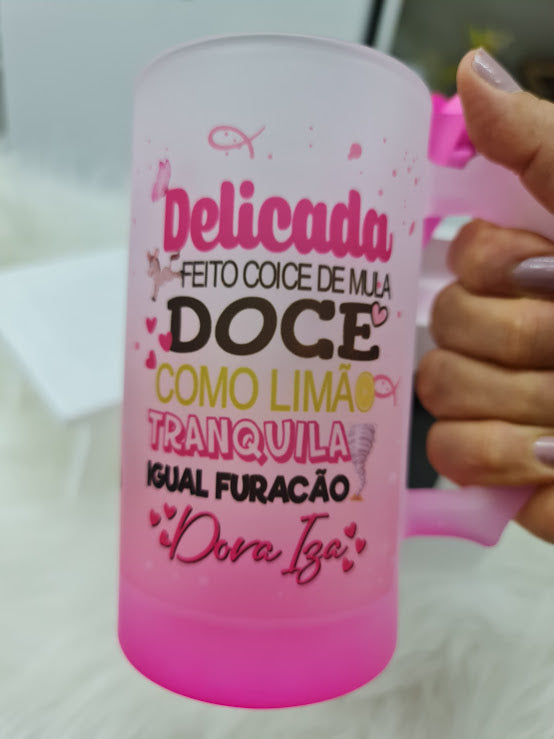 Delicada
FEITO COICE DE MULA
DOCE
COMO LIMÃO
TRANQUILA
IGUAL FURACÃO
Dora Iza